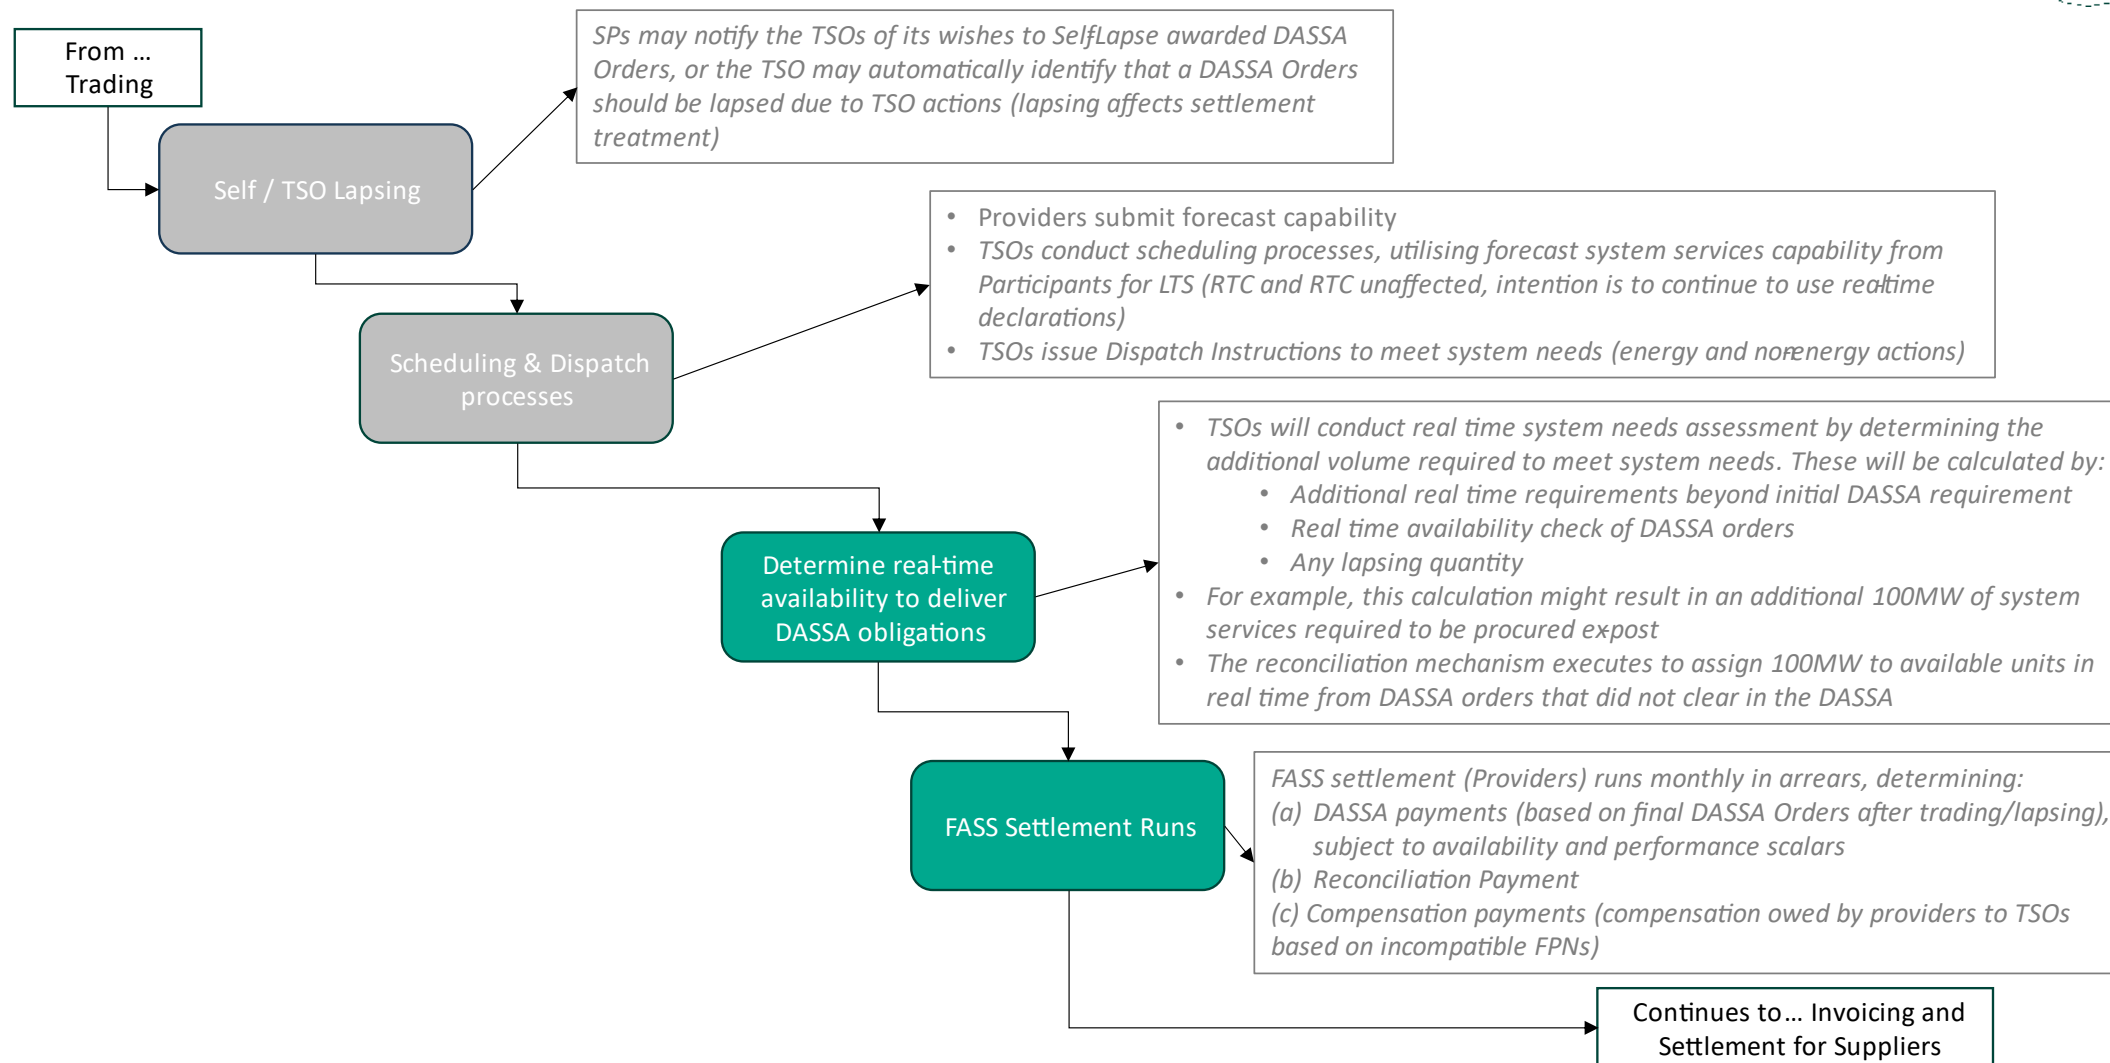 From ...
Trading
SPs may notify the TSOs of its wishes to SelfLapse awarded DASSA
Orders, or the TSO may automatically identify that a DASSA Orders
should be lapsed due to TSO actions (lapsing affects settlement
treatment)
Self / TSO Lapsing
• Providers submit forecast capability
• TSOs conduct scheduling processes, utilising forecast system services capability from
Participants for LTS (RTC and RTC unaffected, intention is to continue to use real-time
declarations)
• TSOs issue Dispatch Instructions to meet system needs (energy and non-energy actions)
Scheduling & Dispatch
processes
• TSOs will conduct real time system needs assessment by determining the
additional volume required to meet system needs. These will be calculated by:
• Additional real time requirements beyond initial DASSA requirement
• Real time availability check of DASSA orders
• Any lapsing quantity
• For example, this calculation might result in an additional 100MW of system
services required to be procured ex-post
• The reconciliation mechanism executes to assign 100MW to available units in
real time from DASSA orders that did not clear in the DASSA
Determine real-time
availability to deliver
DASSA obligations
FASS settlement (Providers) runs monthly in arrears, determining:
(a) DASSA payments (based on final DASSA Orders after trading/lapsing),
subject to availability and performance scalars
(b) Reconciliation Payment
(c) Compensation payments (compensation owed by providers to TSOs
based on incompatible FPNs)
FASS Settlement Runs
Continues to ... Invoicing and
Settlement for Suppliers